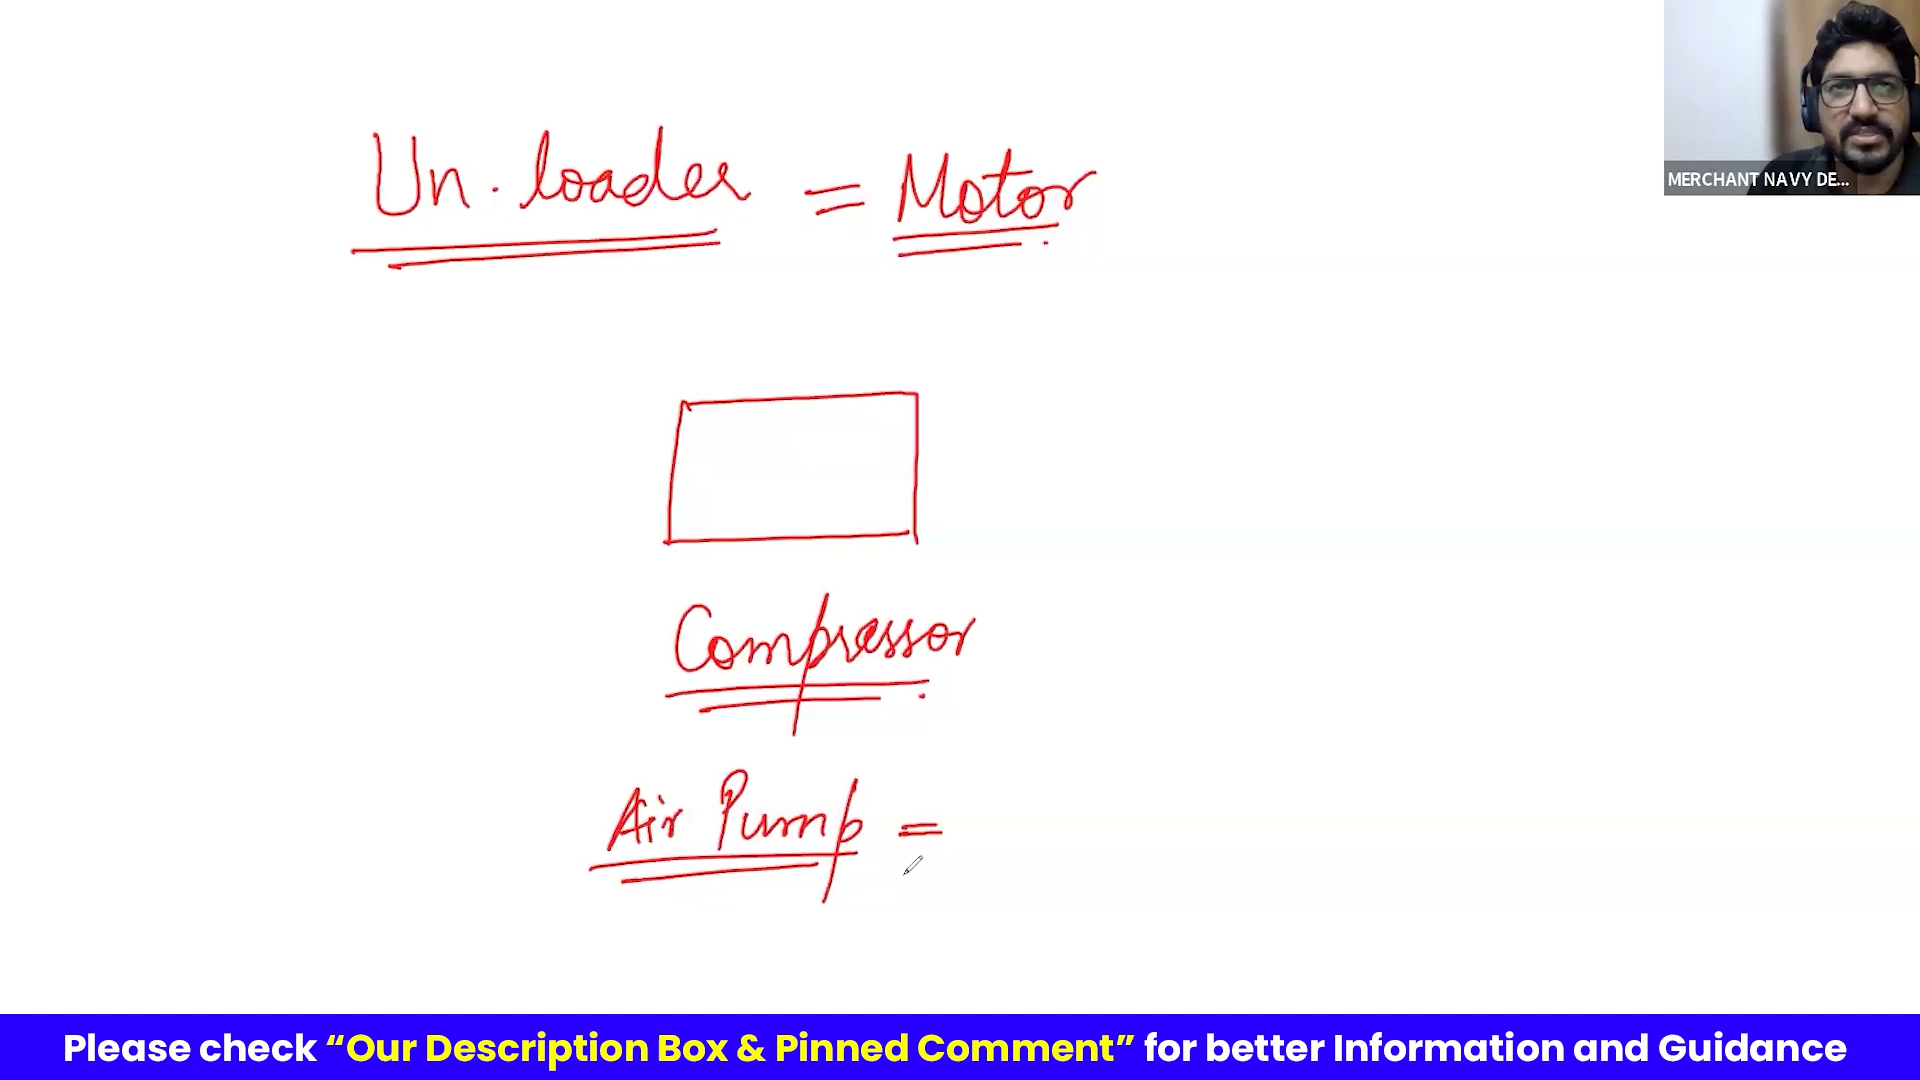 MERCHANT NAVY DE...
Un.loader = Motor
Compressor
Air Pump =
Please check “Our Description Box & Pinned Comment” for better Information and Guidance